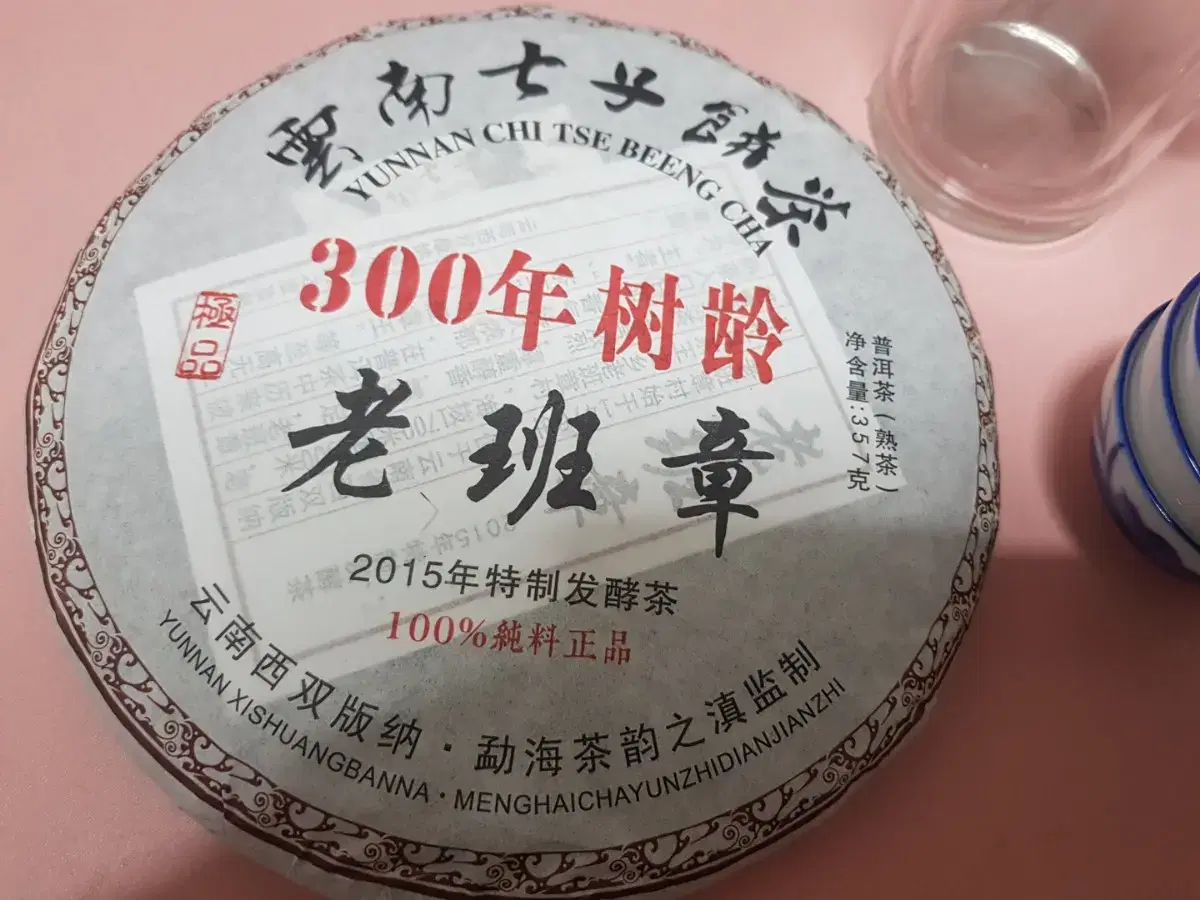 雲南七子餅茶
YUNNAN CHI TSE BEENG CHA
極品
300年树龄
老班章
普洱茶(熟茶)
净含量:357克
2015年特制发酵茶
100%純料正品
云南西双版纳·勐海茶韵之滇监制
YUNNAN XISHUANGBANNA·MENGHAICHAYUNZHIDIANJIANZHI